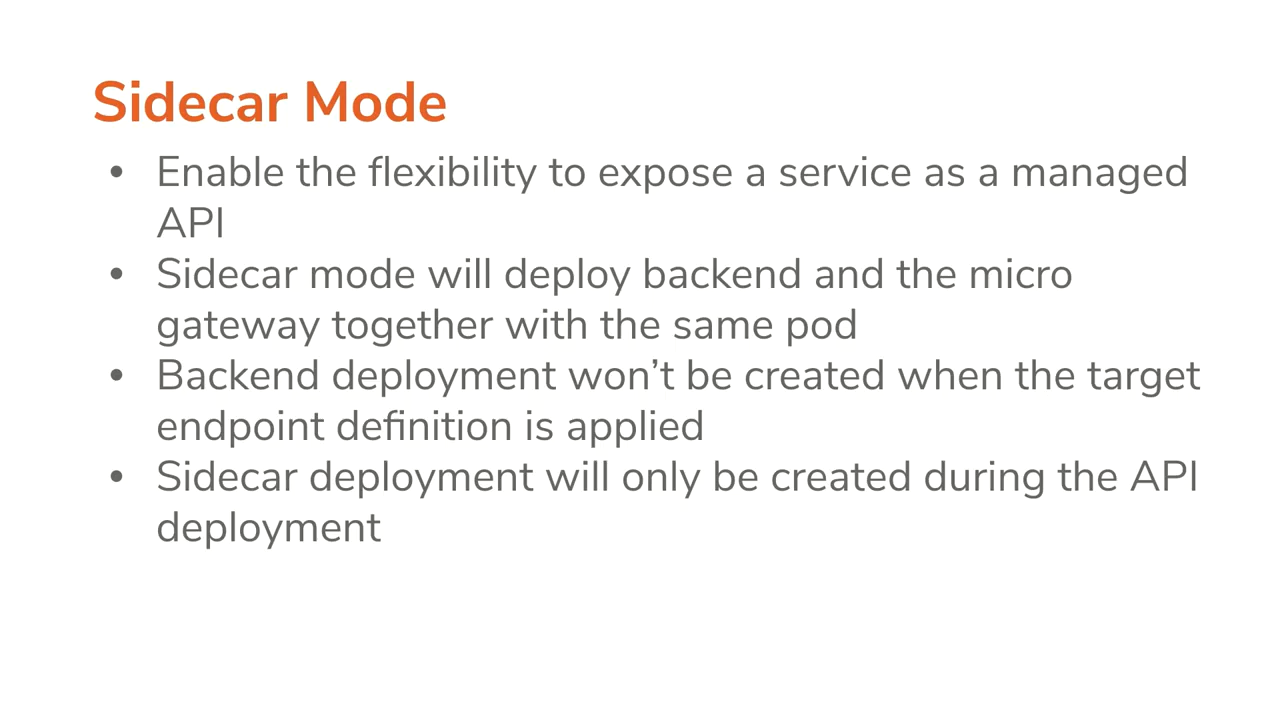 Sidecar Mode
• Enable the flexibility to expose a service as a managed
API
• Sidecar mode will deploy backend and the micro
gateway together with the same pod
• Backend deployment won’t be created when the target
endpoint definition is applied
• Sidecar deployment will only be created during the API
deployment